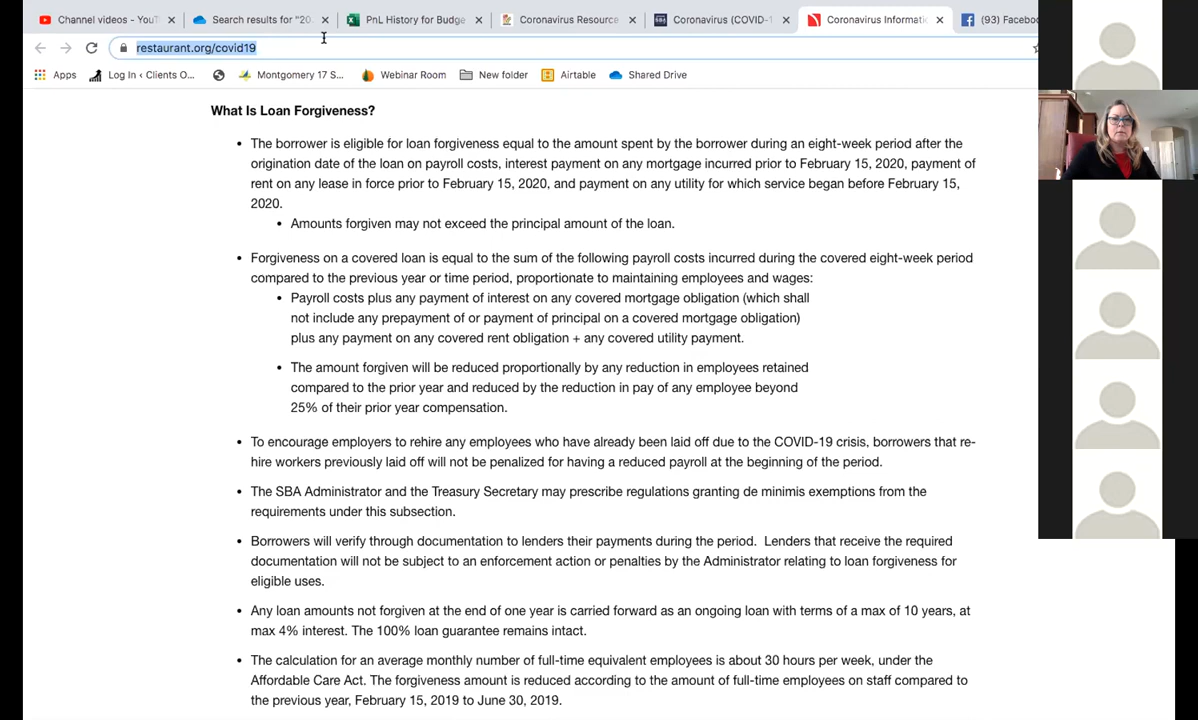 Channel videos - YouT
Search results for "20
PnL History for Budge
Coronavirus Resource
Coronavirus (COVID-1
Coronavirus Informati
(93) Faceboo
restaurant.org/covid19
Apps
Log In ‹ Clients O...
Montgomery 17 S...
Webinar Room
New folder
Airtable
Shared Drive
What Is Loan Forgiveness?
• The borrower is eligible for loan forgiveness equal to the amount spent by the borrower during an eight-week period after the
origination date of the loan on payroll costs, interest payment on any mortgage incurred prior to February 15, 2020, payment of
rent on any lease in force prior to February 15, 2020, and payment on any utility for which service began before February 15,
2020.
• Amounts forgiven may not exceed the principal amount of the loan.
• Forgiveness on a covered loan is equal to the sum of the following payroll costs incurred during the covered eight-week period
compared to the previous year or time period, proportionate to maintaining employees and wages:
• Payroll costs plus any payment of interest on any covered mortgage obligation (which shall
not include any prepayment of or payment of principal on a covered mortgage obligation)
plus any payment on any covered rent obligation + any covered utility payment.
• The amount forgiven will be reduced proportionally by any reduction in employees retained
compared to the prior year and reduced by the reduction in pay of any employee beyond
25% of their prior year compensation.
• To encourage employers to rehire any employees who have already been laid off due to the COVID-19 crisis, borrowers that re-
hire workers previously laid off will not be penalized for having a reduced payroll at the beginning of the period.
• The SBA Administrator and the Treasury Secretary may prescribe regulations granting de minimis exemptions from the
requirements under this subsection.
• Borrowers will verify through documentation to lenders their payments during the period.  Lenders that receive the required
documentation will not be subject to an enforcement action or penalties by the Administrator relating to loan forgiveness for
eligible uses.
• Any loan amounts not forgiven at the end of one year is carried forward as an ongoing loan with terms of a max of 10 years, at
max 4% interest. The 100% loan guarantee remains intact.
• The calculation for an average monthly number of full-time equivalent employees is about 30 hours per week, under the
Affordable Care Act. The forgiveness amount is reduced according to the amount of full-time employees on staff compared to
the previous year, February 15, 2019 to June 30, 2019.